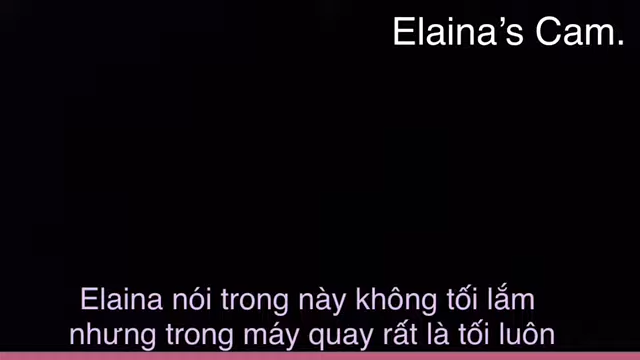 Elaina’s Cam.
Elaina nói trong này không tối lắm
nhưng trong máy quay rất là tối luôn